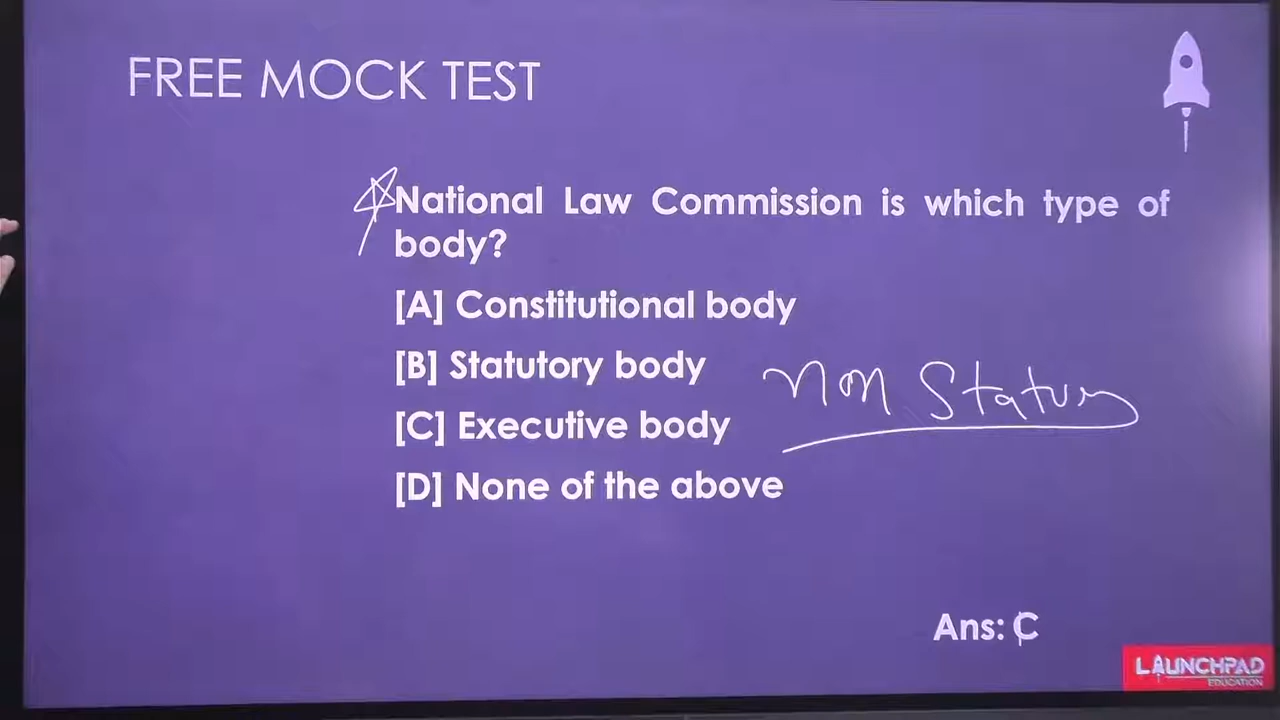 FREE MOCK TEST
National Law Commission is which type of
body?
[A] Constitutional body
[B] Statutory body
[C] Executive body
[D] None of the above
non Statury
Ans: C
LAUNCHPAD
EDUCATION